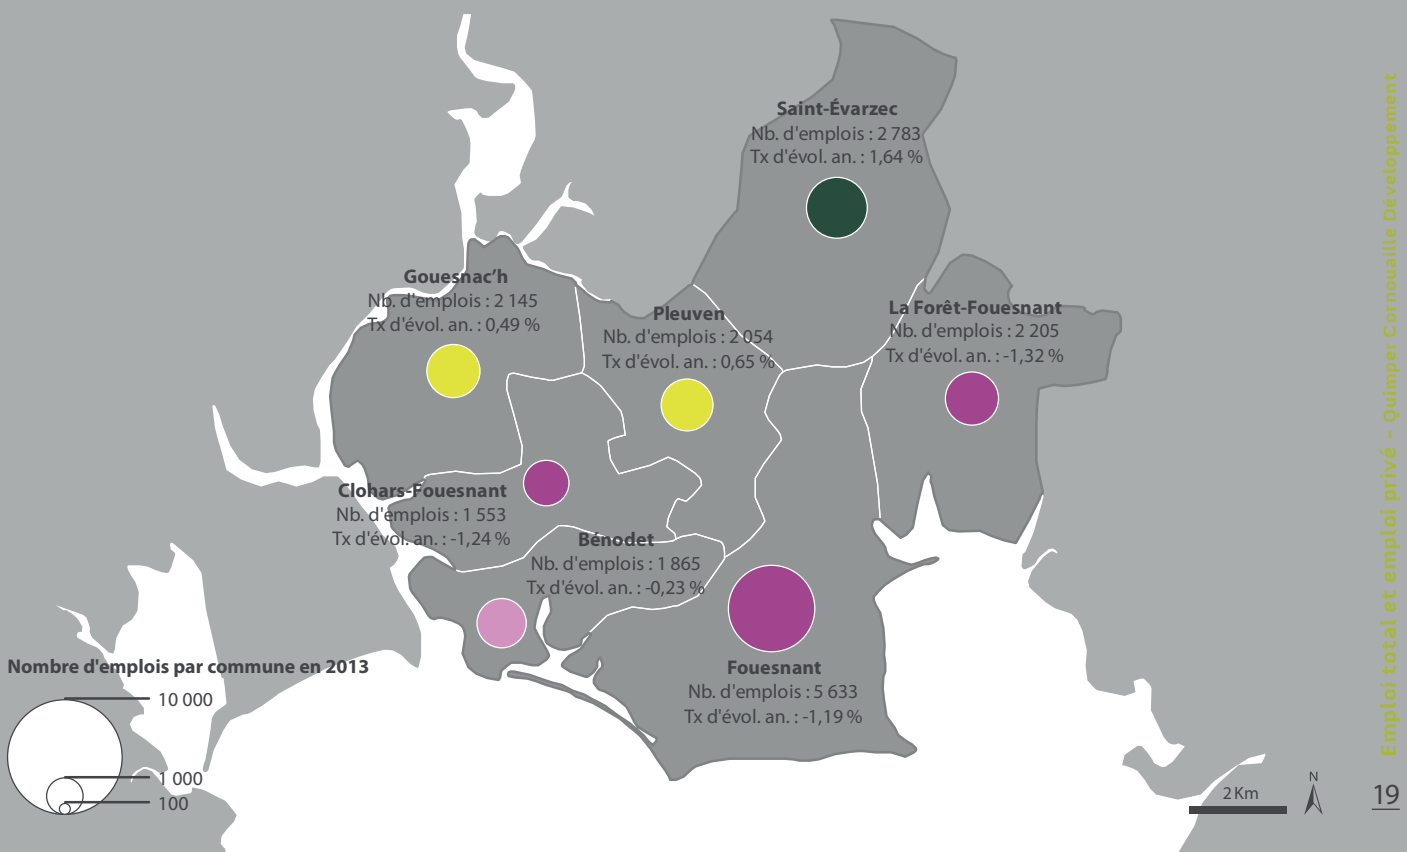 Saint-Évarzec
Nb. d'emplois : 2 783
Tx d'évol. an. : 1,64 %
Gouesnac’h
Nb. d'emplois : 2 145
Tx d'évol. an. : 0,49 %
Pleuven
Nb. d'emplois : 2 054
Tx d'évol. an. : 0,65 %
La Forêt-Fouesnant
Nb. d'emplois : 2 205
Tx d'évol. an. : -1,32 %
Clohars-Fouesnant
Nb. d'emplois : 1 553
Tx d'évol. an. : -1,24 %
Bénodet
Nb. d'emplois : 1 865
Tx d'évol. an. : -0,23 %
Fouesnant
Nb. d'emplois : 5 633
Tx d'évol. an. : -1,19 %
Nombre d'emplois par commune en 2013
10 000
1 000
100
2 Km
N
Emploi total et emploi privé - Quimper Cornouaille Développement
19